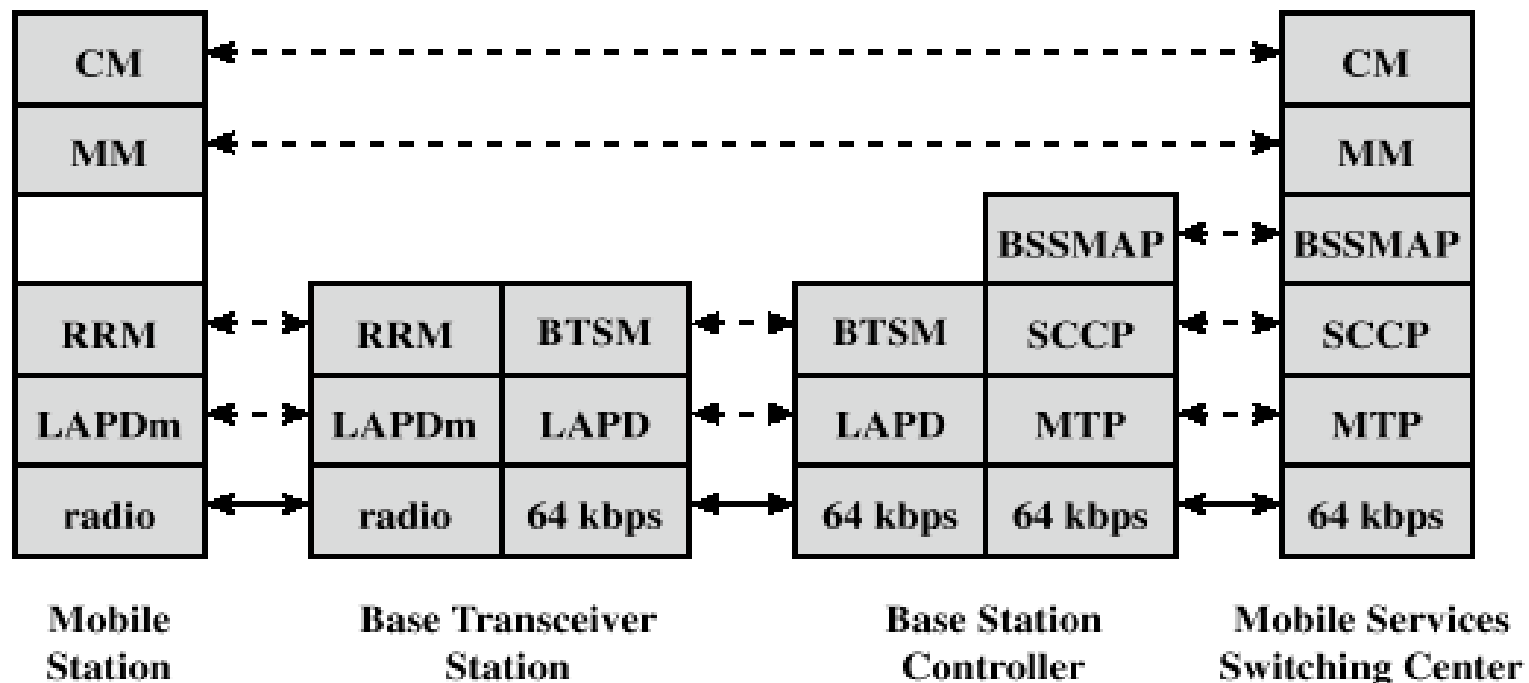 CM
CM
MM
MM
BSSMAP
BSSMAP
RRM
RRM
BTSM
BTSM
SCCP
SCCP
LAPDm
LAPDm
LAPD
LAPD
MTP
MTP
radio
radio
64 kbps
64 kbps
64 kbps
64 kbps
Mobile
Station
Base Transceiver
Station
Base Station
Controller
Mobile Services
Switching Center